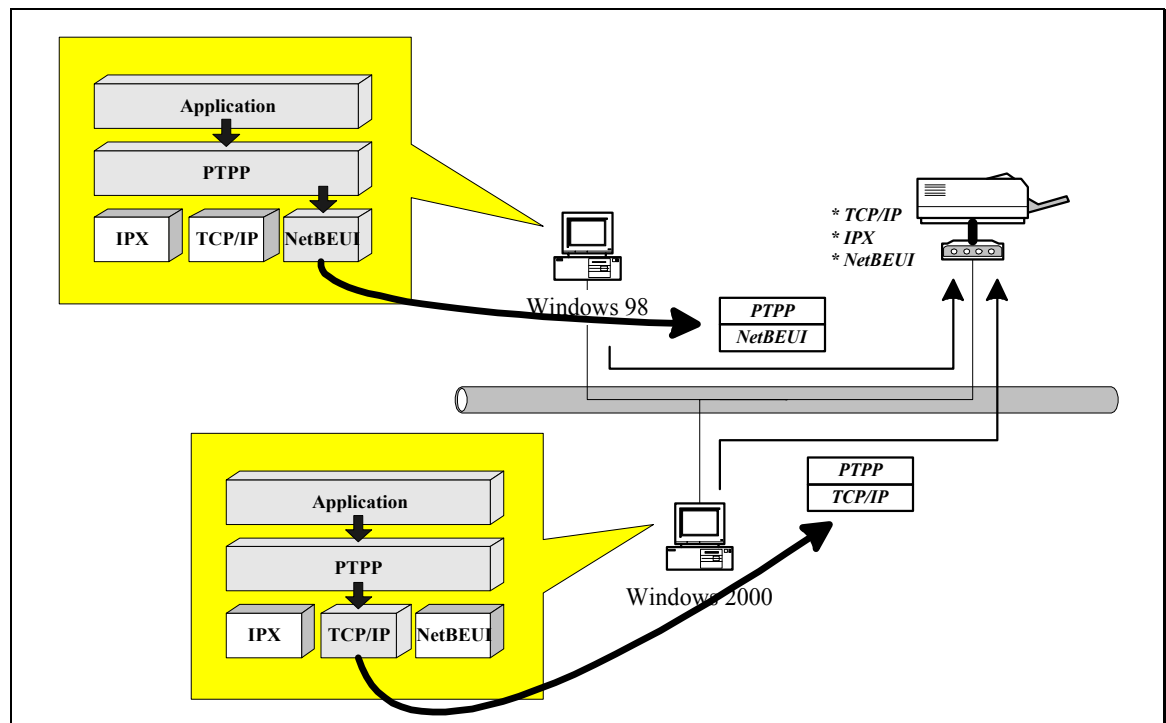 Application
PTPP
IPX TCP/IP NetBEUI
* TCP/IP
* IPX
* NetBEUI
Windows 98
PTPP
NetBEUI
Application
PTPP
IPX TCP/IP NetBEUI
PTPP
TCP/IP
Windows 2000